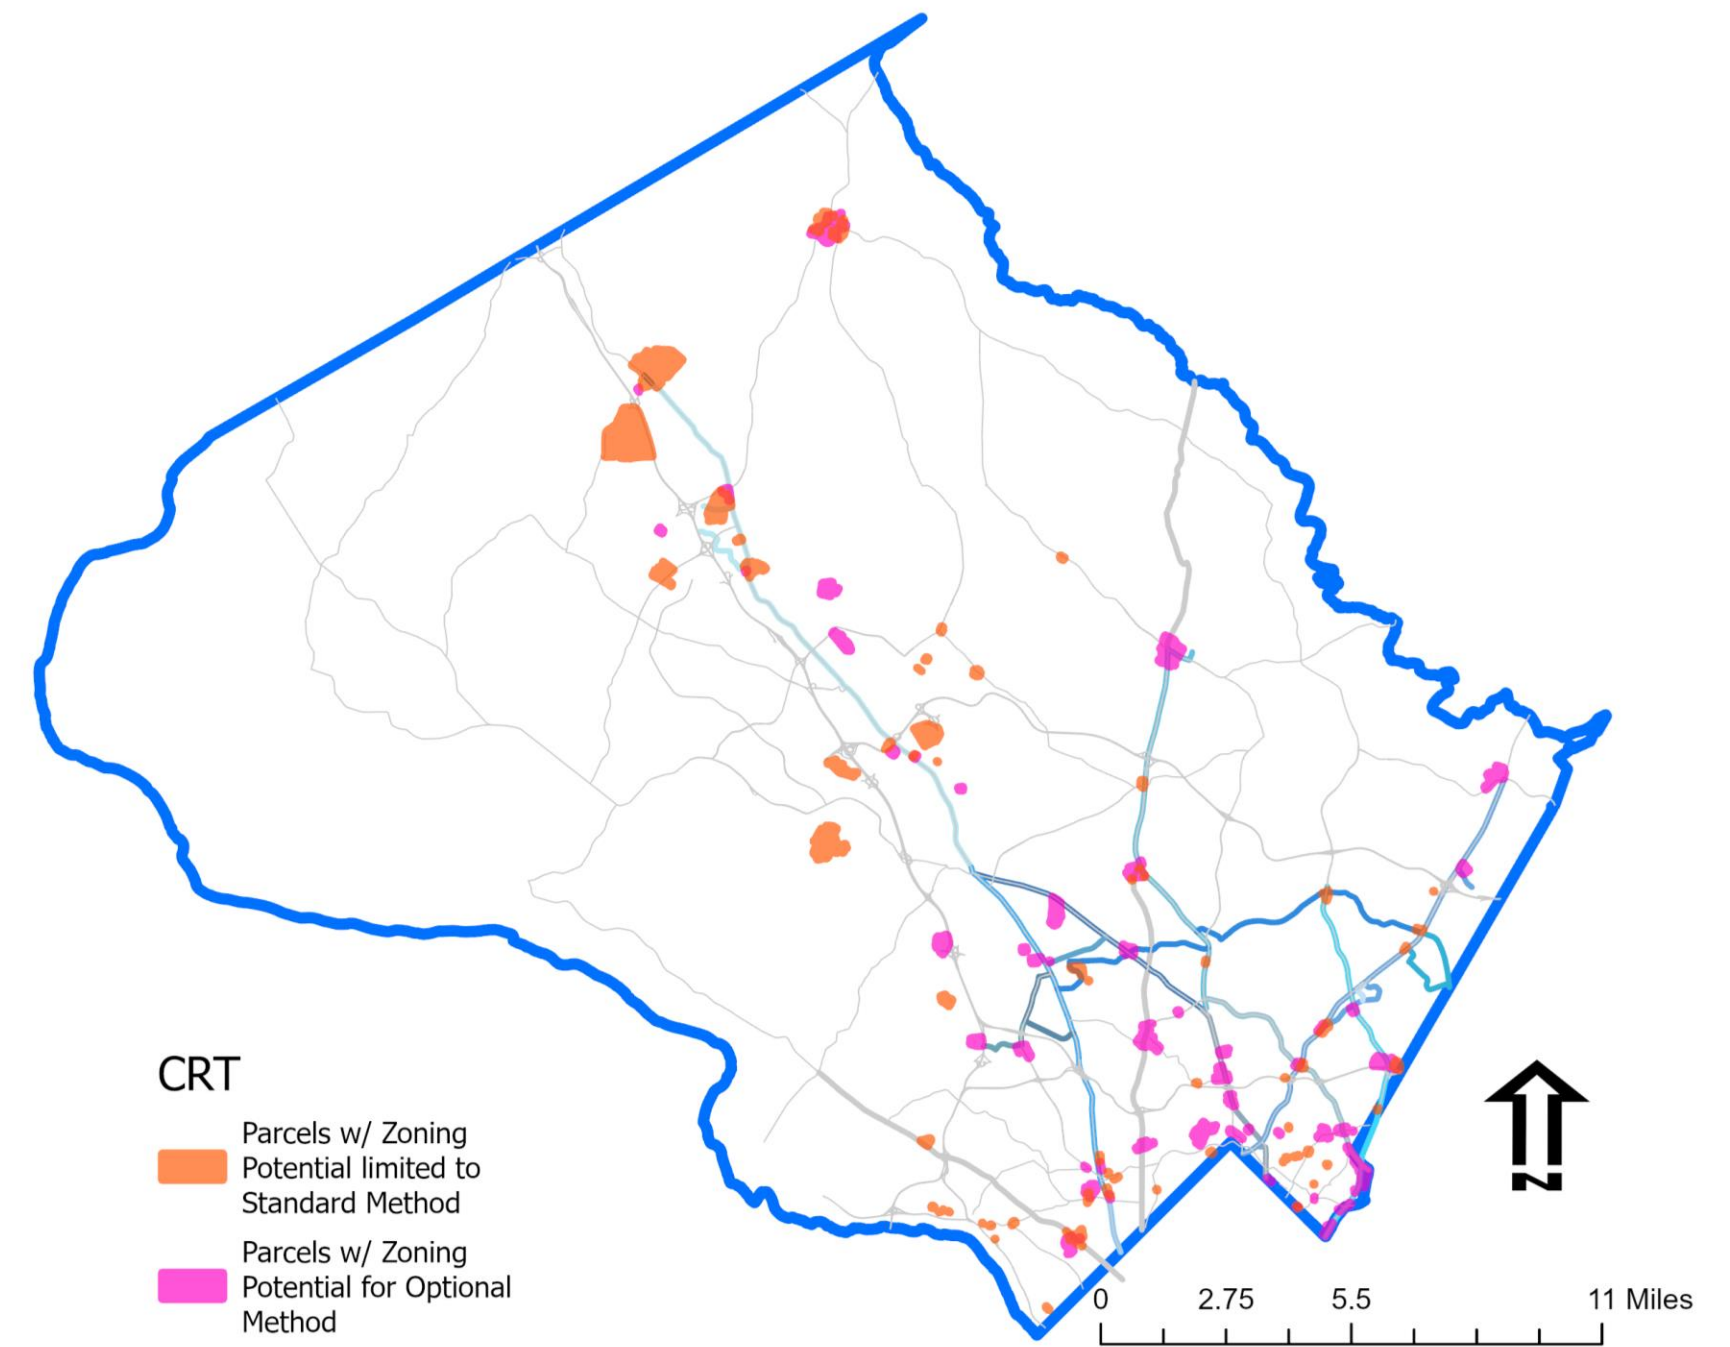 CRT
Parcels w/ Zoning
Potential limited to
Standard Method
Parcels w/ Zoning
Potential for Optional
Method
N
0 2.75 5.5 11 Miles